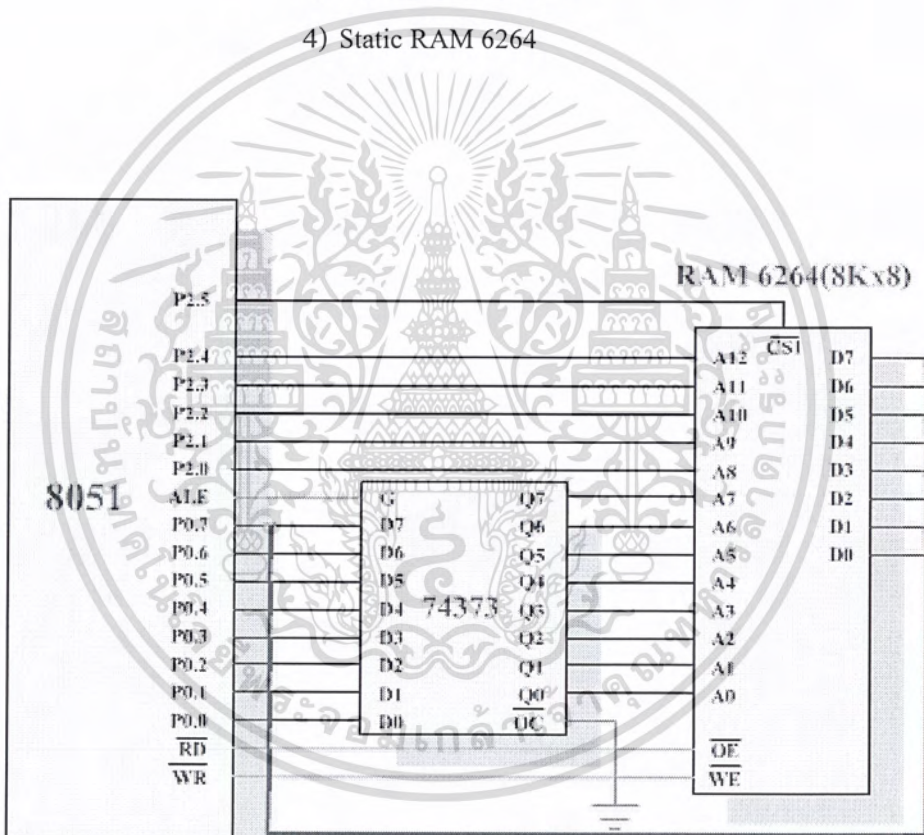 4) Static RAM 6264
RAM 6264(8Kx8)
8051
P2.5
P2.4
P2.3
P2.2
P2.1
P2.0
ALE
P0.7
P0.6
P0.5
P0.4
P0.3
P0.2
P0.1
P0.0
RD
WR
74373
G
D7
D6
D5
D4
D3
D2
D1
D0
Q7
Q6
Q5
Q4
Q3
Q2
Q1
Q0
OC
CS1
A12
A11
A10
A9
A8
A7
A6
A5
A4
A3
A2
A1
A0
OE
WE
D7
D6
D5
D4
D3
D2
D1
D0